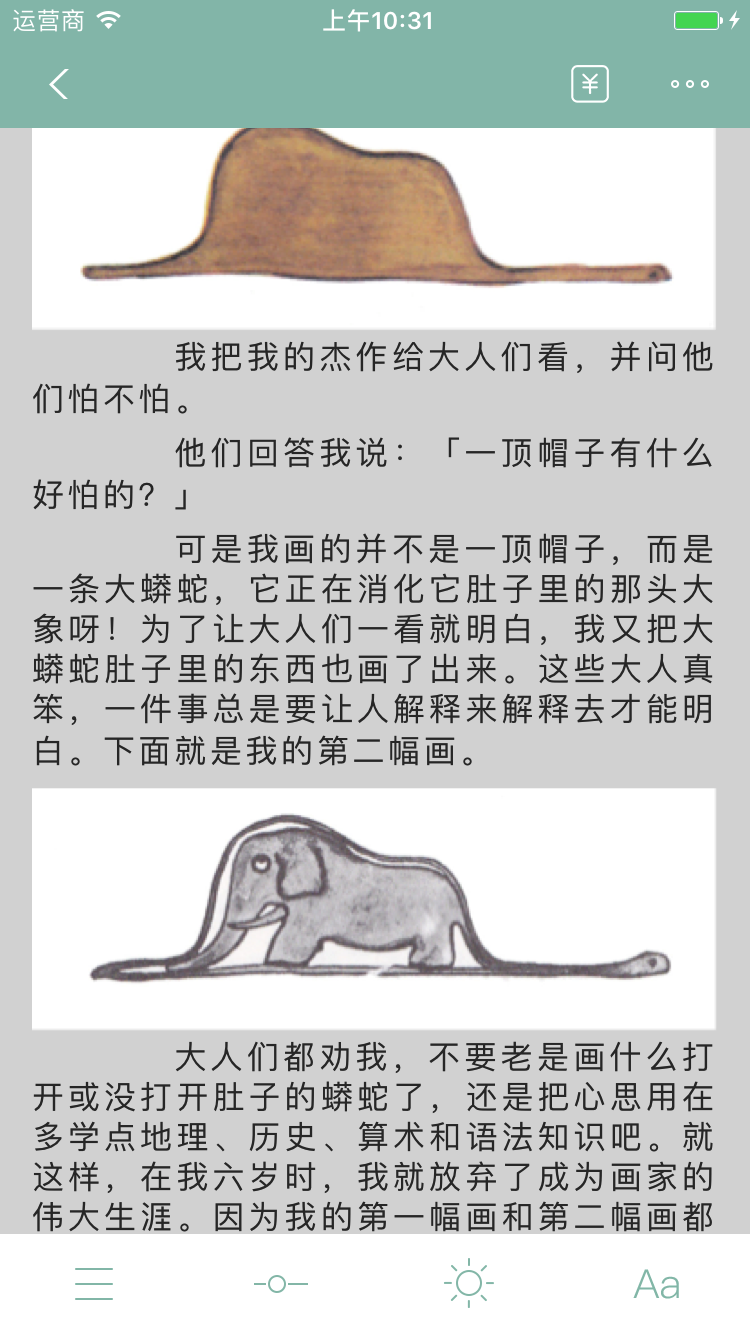 运营商
上午10:31
¥
我把我的杰作给大人们看，并问他
们怕不怕。
他们回答我说：「一顶帽子有什么
好怕的？」
可是我画的并不是一顶帽子，而是
一条大蟒蛇，它正在消化它肚子里的那头大
象呀！为了让大人们一看就明白，我又把大
蟒蛇肚子里的东西也画了出来。这些大人真
笨，一件事总是要让人解释来解释去才能明
白。下面就是我的第二幅画。
大人们都劝我，不要老是画什么打
开或没打开肚子的蟒蛇了，还是把心思用在
多学点地理、历史、算术和语法知识吧。就
这样，在我六岁时，我就放弃了成为画家的
伟大生涯。因为我的第一幅画和第二幅画都
Aa